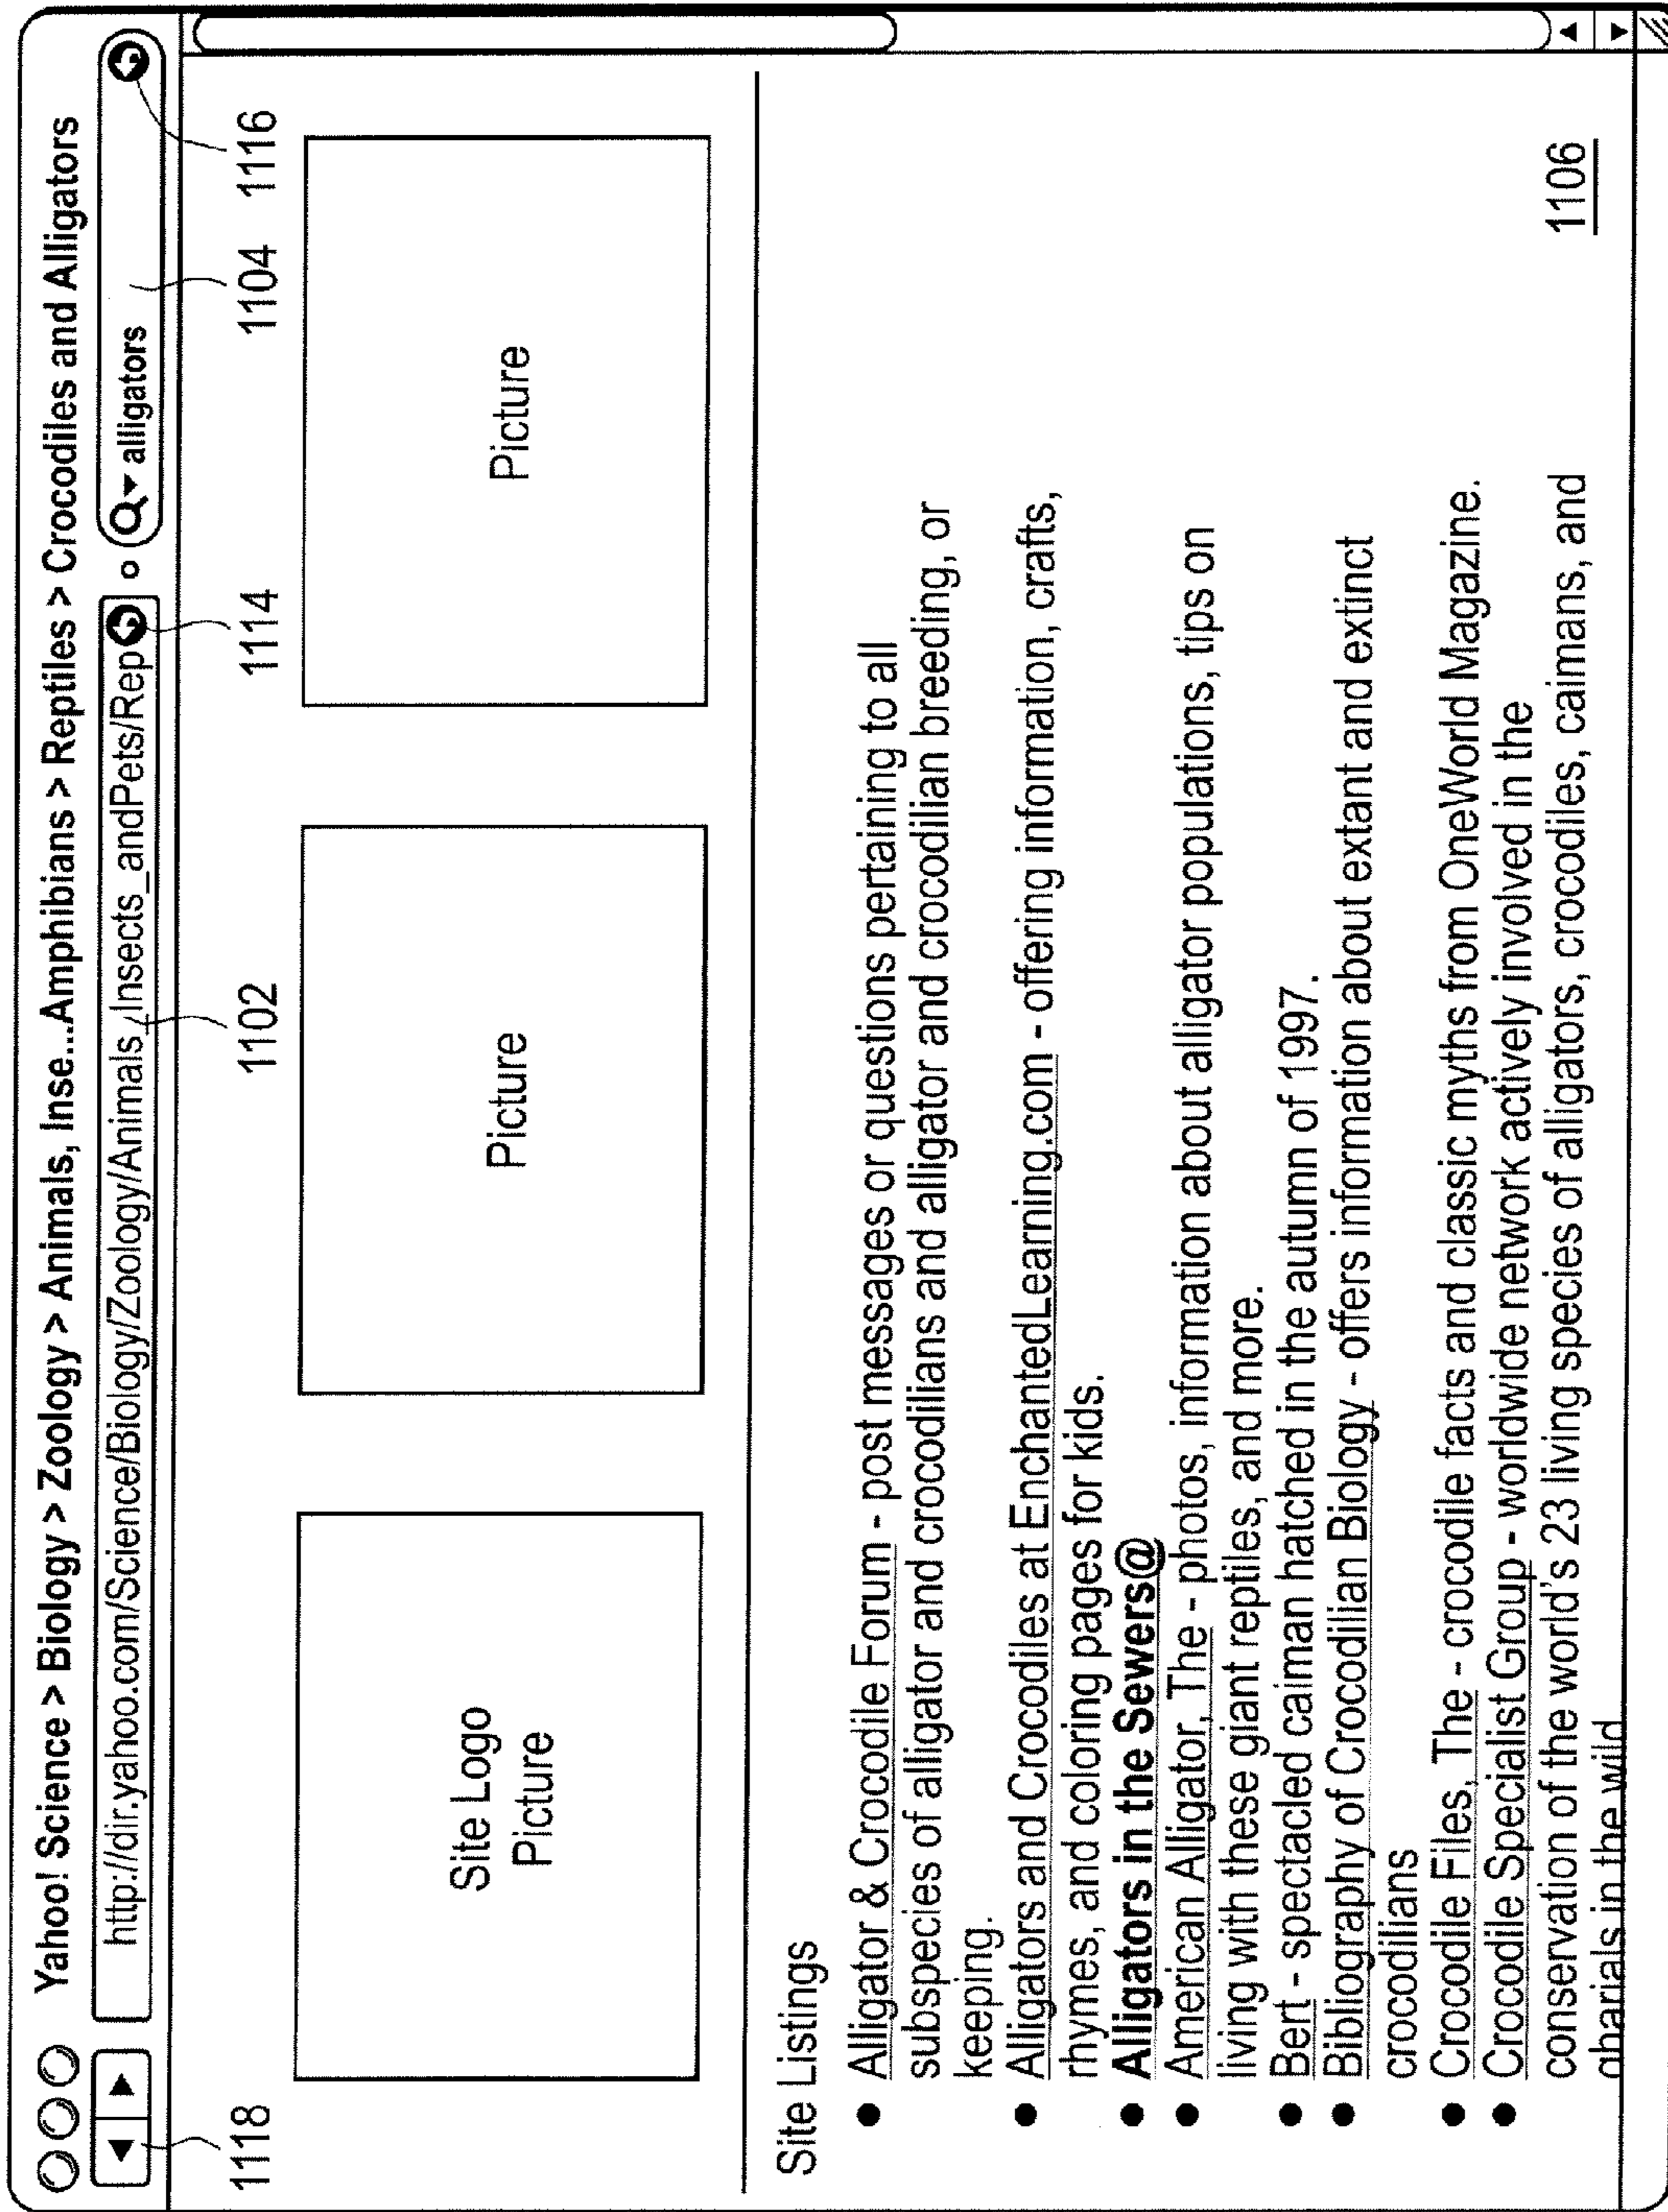 Yahoo! Science > Biology > Zoology > Animals, Inse...Amphibians > Reptiles > Crocodiles and Alligators
http://dir.yahoo.com/Science/Biology/Zoology/Animals_Insects_andPets/Rep
alligators
1118
1102
1114
1104
1116
Site Logo
Picture
Picture
Picture
Site Listings
● Alligator & Crocodile Forum - post messages or questions pertaining to all
subspecies of alligator and crocodilians and alligator and crocodilian breeding, or
keeping.
● Alligators and Crocodiles at EnchantedLearning.com - offering information, crafts,
rhymes, and coloring pages for kids.
● Alligators in the Sewers@
● American Alligator, The - photos, information about alligator populations, tips on
living with these giant reptiles, and more.
● Bert - spectacled caiman hatched in the autumn of 1997.
● Bibliography of Crocodilian Biology - offers information about extant and extinct
crocodilians
● Crocodile Files, The - crocodile facts and classic myths from OneWorld Magazine.
● Crocodile Specialist Group - worldwide network actively involved in the
conservation of the world's 23 living species of alligators, crocodiles, caimans, and
gharials in the wild
1106